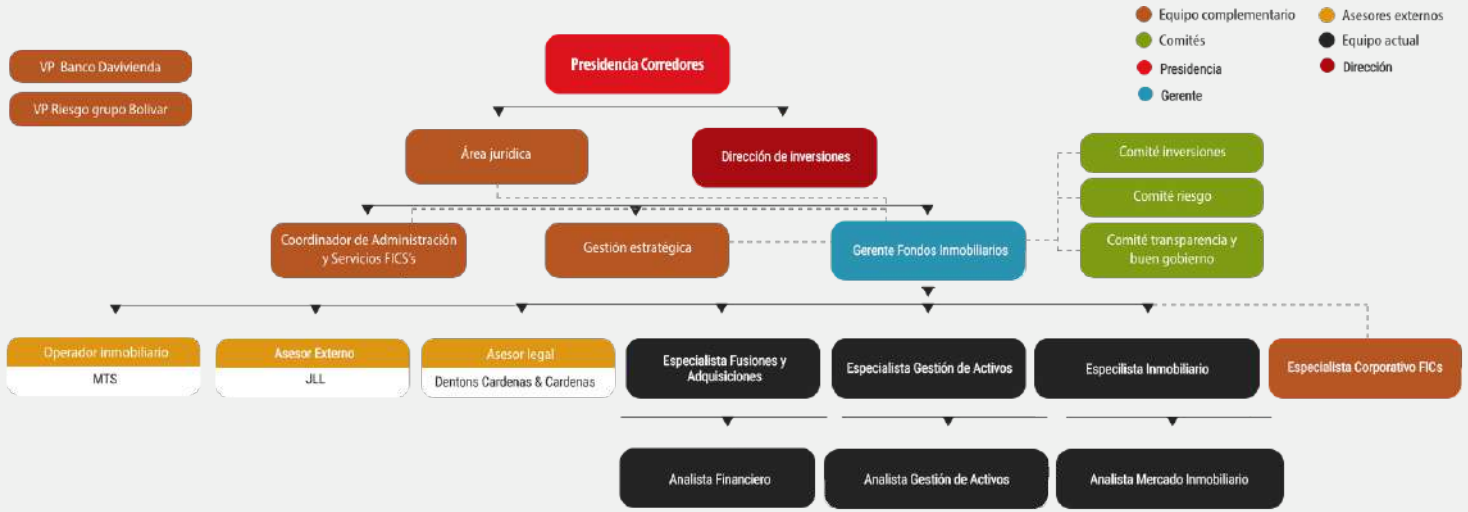 Equipo complementario
Asesores externos
Comités
Equipo actual
Presidencia
Dirección
Gerente
VP Banco Davivienda
VP Riesgo grupo Bolivar
Presidencia Corredores
Área jurídica
Dirección de inversiones
Comité inversiones
Comité riesgo
Comité transparencia y
buen gobierno
Coordinador de Administración
y Servicios FICS's
Gestión estratégica
Gerente Fondos Inmobiliarios
Operador inmobiliario
MTS
Asesor Externo
JLL
Asesor legal
Dentons Cardenas & Cardenas
Especialista Fusiones y
Adquisiciones
Especialista Gestión de Activos
Especilista Inmobiliario
Especialista Corporativo FICs
Analista Financiero
Analista Gestión de Activos
Analista Mercado Inmobiliario